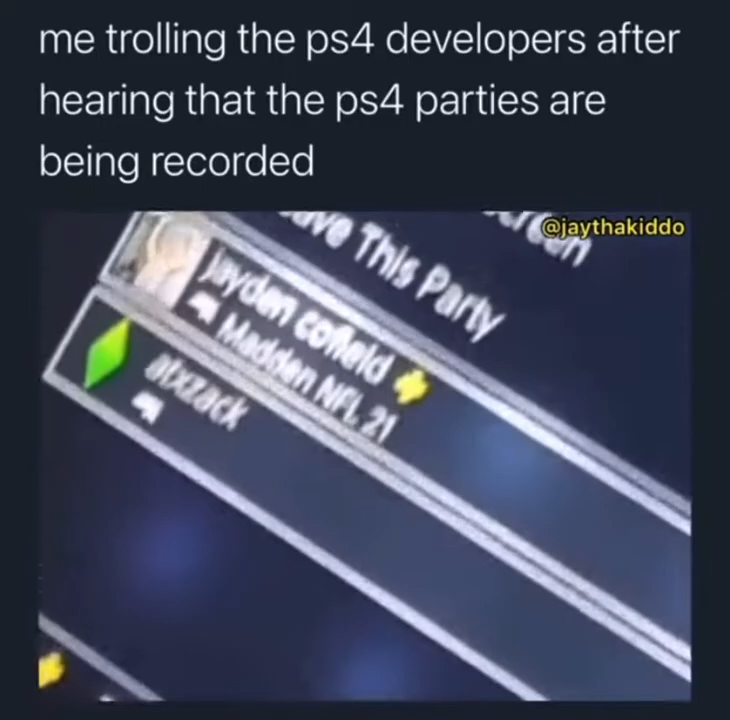 me trolling the ps4 developers after
hearing that the ps4 parties are
being recorded
@jaythakiddo
This Party
Jayden cofield
Madden NFL 21
atxzack